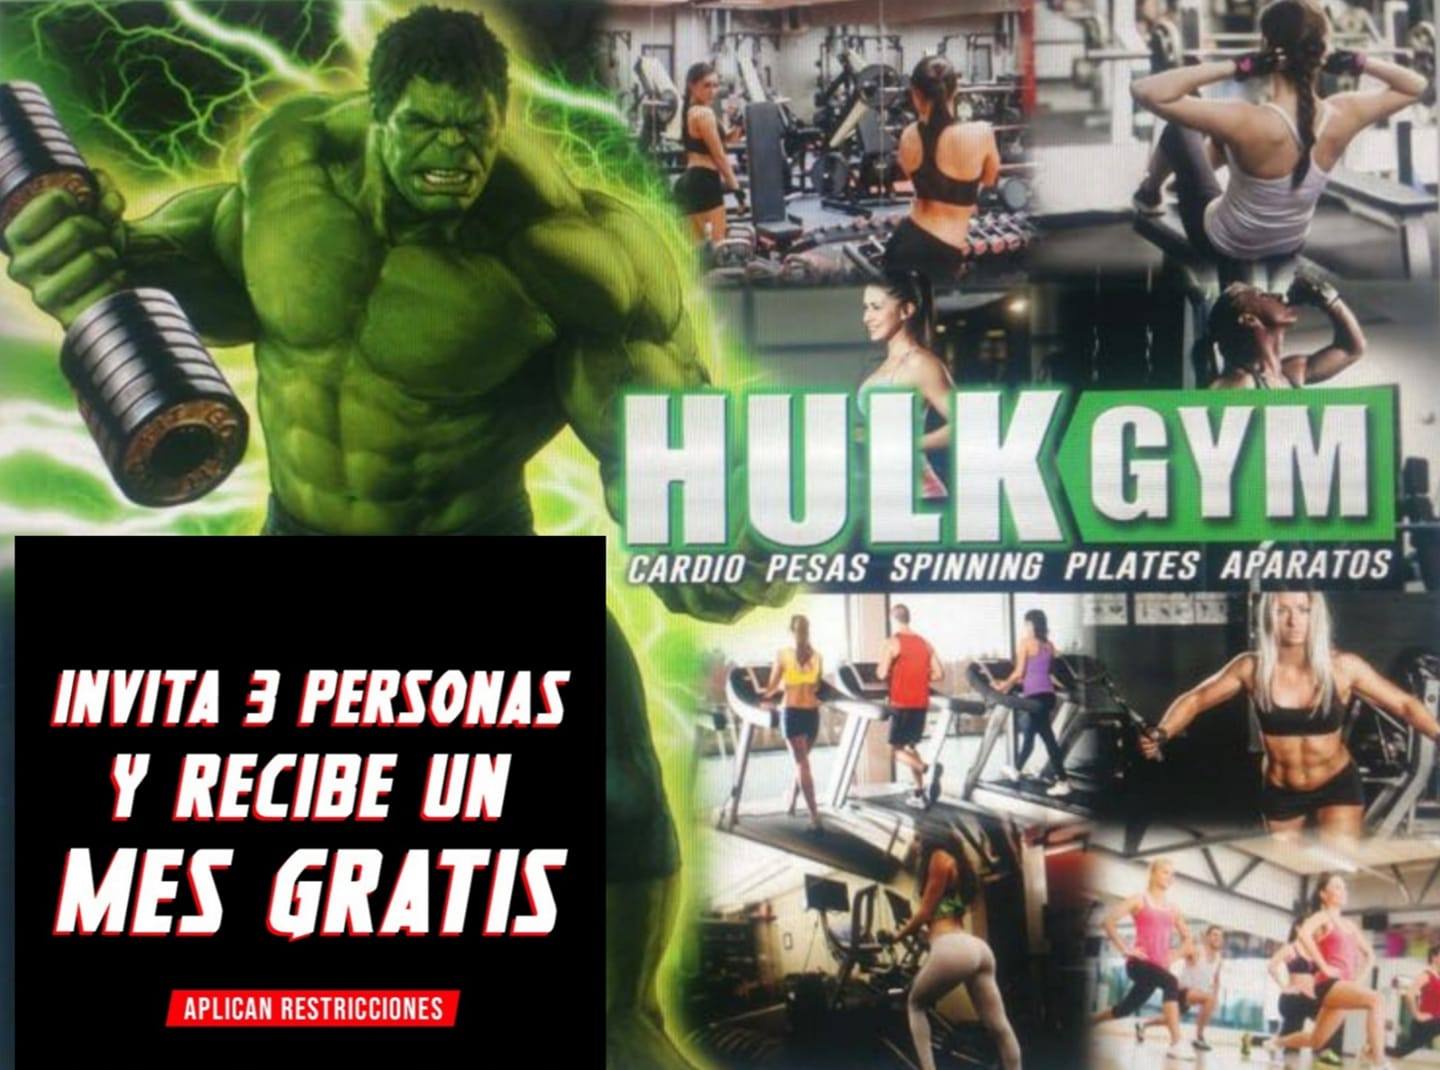 HULK GYM
CARDIO PESAS SPINNING PILATES APARATOS
INVITA 3 PERSONAS
Y RECIBE UN
MES GRATIS
APLICAN RESTRICCIONES